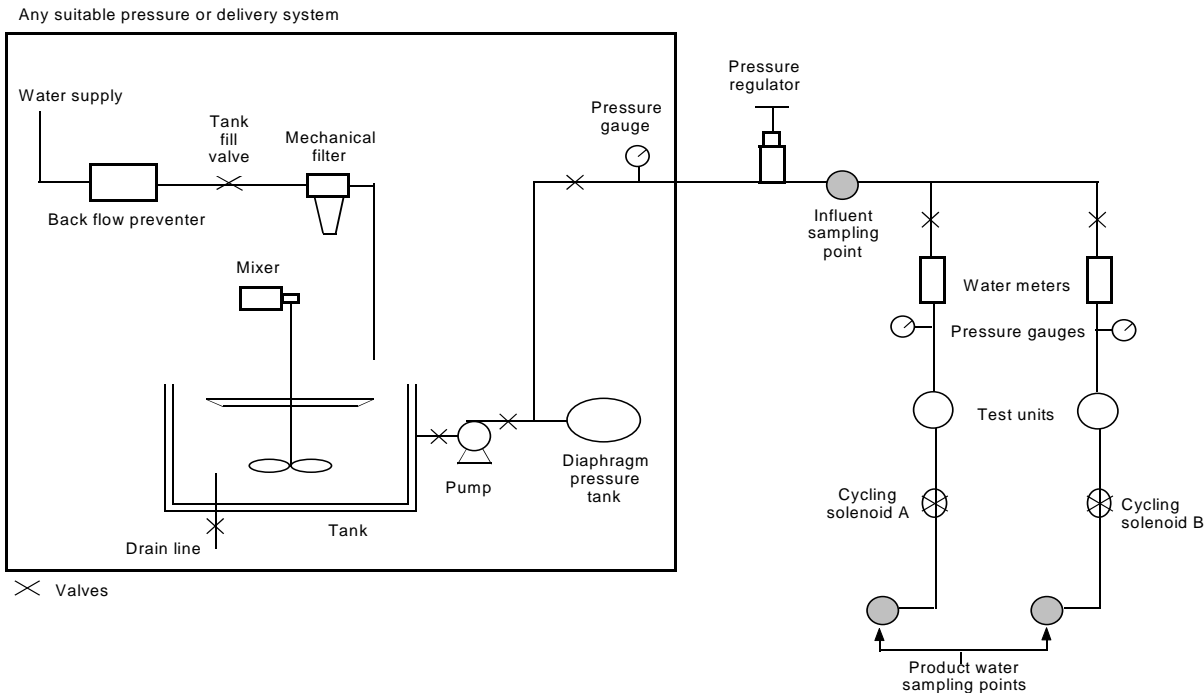 Any suitable pressure or delivery system
Water supply
Tank
fill
valve
Mechanical
filter
Back flow preventer
Pressure
gauge
Pressure
regulator
Influent
sampling
point
Mixer
Water meters
Pressure gauges
Test units
Diaphragm
pressure
tank
Pump
Tank
Drain line
Cycling
solenoid A
Cycling
solenoid B
Valves
Product water
sampling points